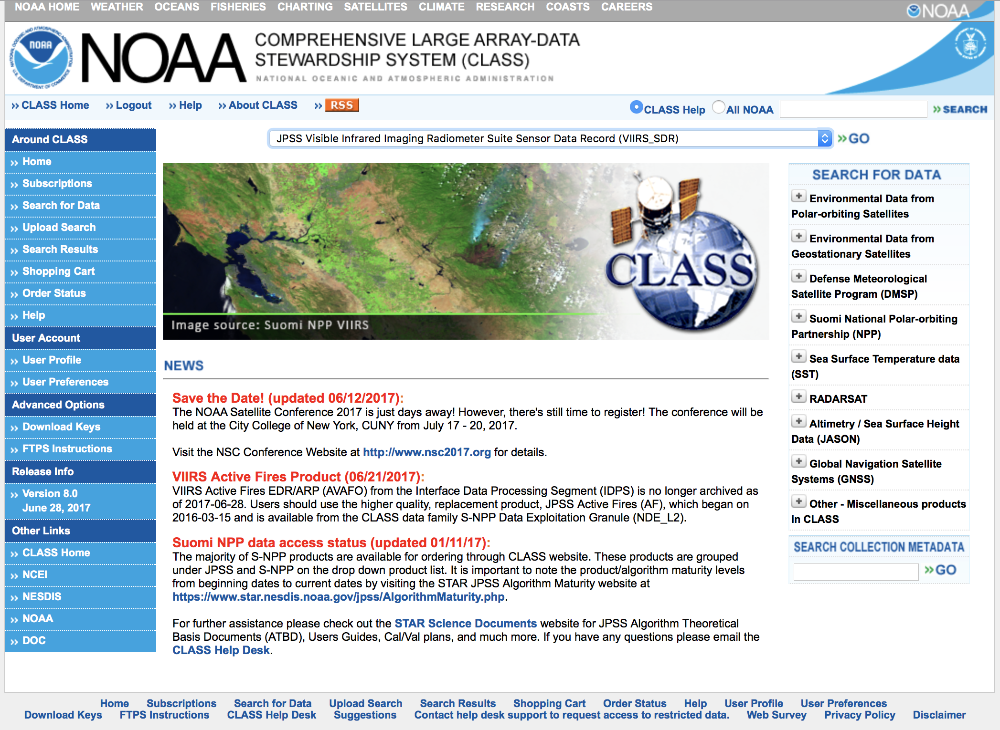 NOAA HOME WEATHER OCEANS FISHERIES CHARTING SATELLITES CLIMATE RESEARCH COASTS CAREERS
NOAA
NATIONAL OCEANIC AND ATMOSPHERIC ADMINISTRATION
NOAA
U.S. DEPARTMENT OF COMMERCE
NOAA
COMPREHENSIVE LARGE ARRAY-DATA
STEWARDSHIP SYSTEM (CLASS)
NATIONAL OCEANIC AND ATMOSPHERIC ADMINISTRATION
CLASS Home Logout Help About CLASS RSS
CLASS Help All NOAA SEARCH
Around CLASS
Home
Subscriptions
Search for Data
Upload Search
Search Results
Shopping Cart
Order Status
Help
User Account
User Profile
User Preferences
Advanced Options
Download Keys
FTPS Instructions
Release Info
Version 8.0
June 28, 2017
Other Links
CLASS Home
NCEI
NESDIS
NOAA
DOC
JPSS Visible Infrared Imaging Radiometer Suite Sensor Data Record (VIIRS_SDR) GO
CLASS
Image source: Suomi NPP VIIRS
NEWS
Save the Date! (updated 06/12/2017):
The NOAA Satellite Conference 2017 is just days away! However, there's still time to register! The conference will be
held at the City College of New York, CUNY from July 17 - 20, 2017.
Visit the NSC Conference Website at http://www.nsc2017.org for details.
VIIRS Active Fires Product (06/21/2017):
VIIRS Active Fires EDR/ARP (AVAFO) from the Interface Data Processing Segment (IDPS) is no longer archived as
of 2017-06-28. Users should use the higher quality, replacement product, JPSS Active Fires (AF), which began on
2016-03-15 and is available from the CLASS data family S-NPP Data Exploitation Granule (NDE_L2).
Suomi NPP data access status (updated 01/11/17):
The majority of S-NPP products are available for ordering through CLASS website. These products are grouped
under JPSS and S-NPP on the drop down product list. It is important to note the product/algorithm maturity levels
from beginning dates to current dates by visiting the STAR JPSS Algorithm Maturity website at
https://www.star.nesdis.noaa.gov/jpss/AlgorithmMaturity.php.
For further assistance please check out the STAR Science Documents website for JPSS Algorithm Theoretical
Basis Documents (ATBD), Users Guides, Cal/Val plans, and much more. If you have any questions please email the
CLASS Help Desk.
SEARCH FOR DATA
Environmental Data from
Polar-orbiting Satellites
Environmental Data from
Geostationary Satellites
Defense Meteorological
Satellite Program (DMSP)
Suomi National Polar-orbiting
Partnership (NPP)
Sea Surface Temperature data
(SST)
RADARSAT
Altimetry / Sea Surface Height
Data (JASON)
Global Navigation Satellite
Systems (GNSS)
Other - Miscellaneous products
in CLASS
SEARCH COLLECTION METADATA
GO
Home Subscriptions Search for Data Upload Search Search Results Shopping Cart Order Status Help User Profile User Preferences
Download Keys FTPS Instructions CLASS Help Desk Suggestions Contact help desk support to request access to restricted data. Web Survey Privacy Policy Disclaimer